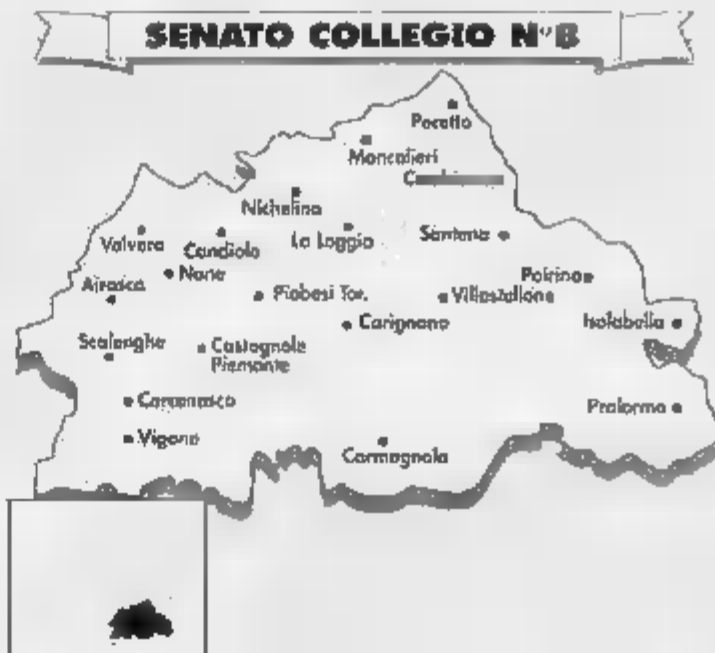 SENATO COLLEGIO N° 8
Pecetto
Moncalieri
Nichelino
La Loggia
Santena
Volvera
Candiolo
None
Airasca
Piobesi Tor.
Villastellone
Poirino
Isolabella
Carignano
Scalenghe
Castagnole
Piemonte
Cercenasco
Pralormo
Vigone
Carmagnola